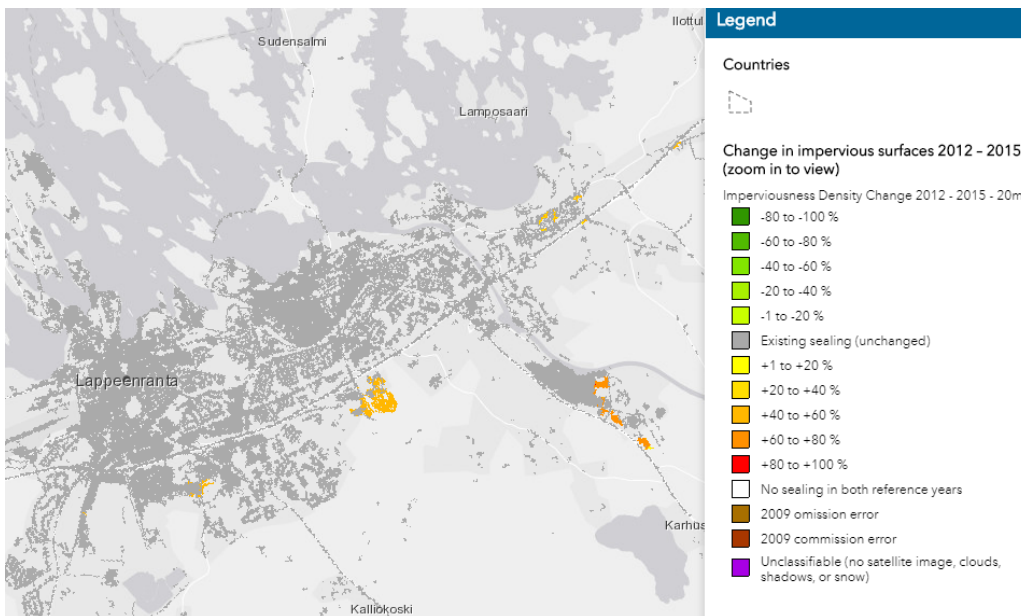 Ilottul
Sudensalmi
Lamposaari
Lappeenranta
Karhus
Kalliokoski
Legend
Countries
Change in impervious surfaces 2012 – 2015
(zoom in to view)
Imperviousness Density Change 2012 - 2015 - 20m
-80 to -100 %
-60 to -80 %
-40 to -60 %
-20 to -40 %
-1 to -20 %
Existing sealing (unchanged)
+1 to +20 %
+20 to +40 %
+40 to +60 %
+60 to +80 %
+80 to +100 %
No sealing in both reference years
2009 omission error
2009 commission error
Unclassifiable (no satellite image, clouds,
shadows, or snow)